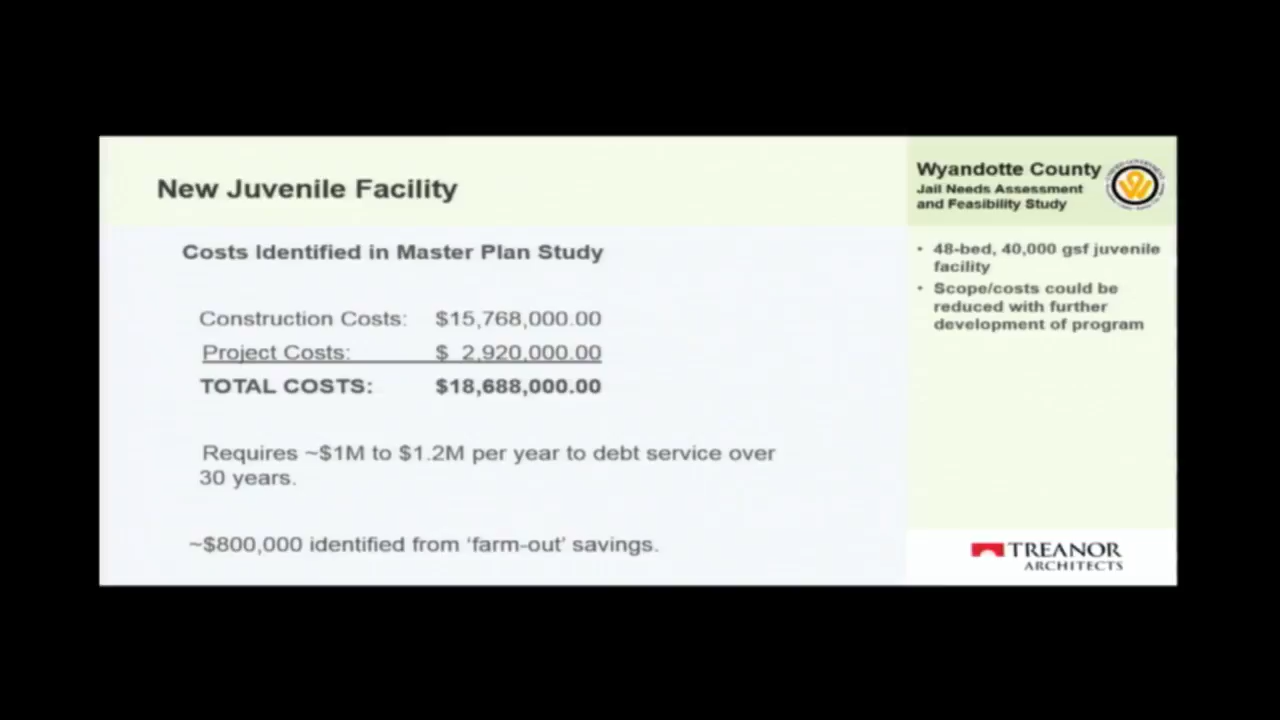 New Juvenile Facility
Wyandotte County
Jail Needs Assessment
and Feasibility Study
Costs Identified in Master Plan Study
Construction Costs: $15,768,000.00
Project Costs: $ 2,920,000.00
TOTAL COSTS: $18,688,000.00
Requires ~$1M to $1.2M per year to debt service over
30 years.
~$800,000 identified from ‘farm-out’ savings.
• 48-bed, 40,000 gsf juvenile
facility
• Scope/costs could be
reduced with further
development of program
TREANOR
ARCHITECTS